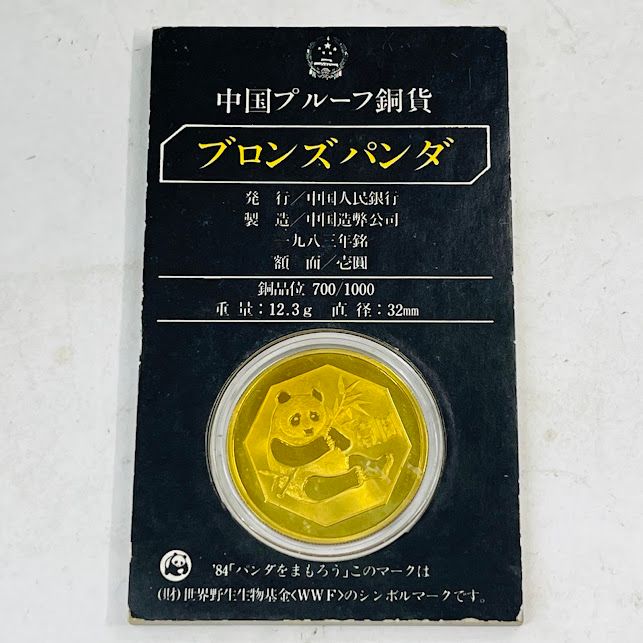 中国プルーフ銅貨
ブロンズパンダ
発 行／中国人民銀行
製 造／中国造幣公司
一九八三年銘
額 面／壱圓
銅品位 700/1000
重 量：12.3g 直 径：32mm
'84「パンダをまもろう」このマークは
(財)世界野生生物基金<WWF>のシンボルマークです。